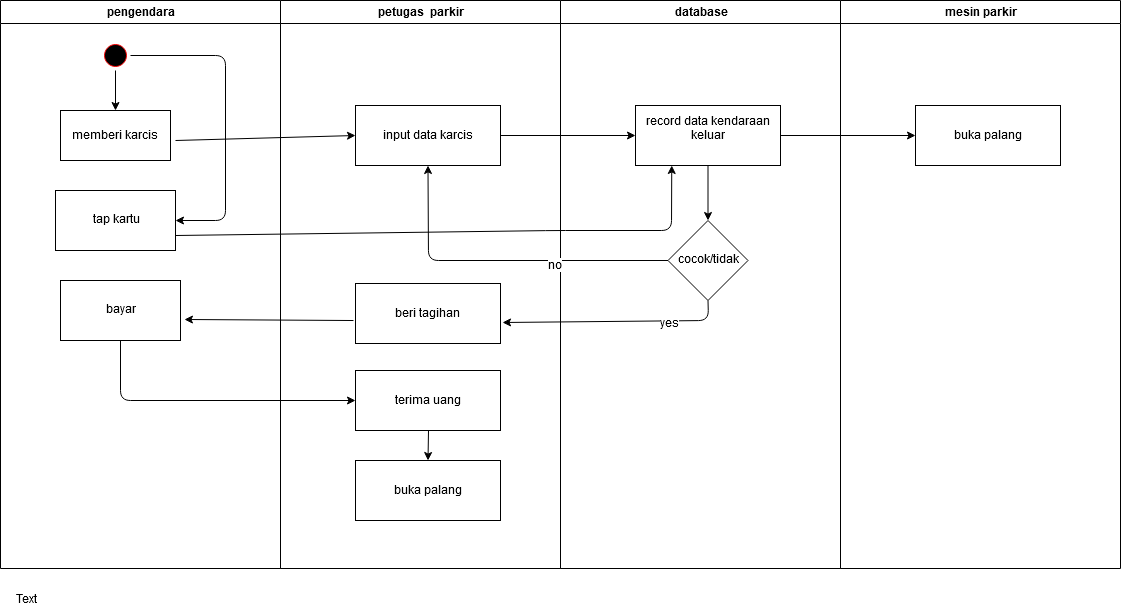 pengendara
petugas parkir
database
mesin parkir
memberi karcis
input data karcis
record data kendaraan
keluar
buka palang
tap kartu
cocok/tidak
no
bayar
beri tagihan
yes
terima uang
buka palang
Text